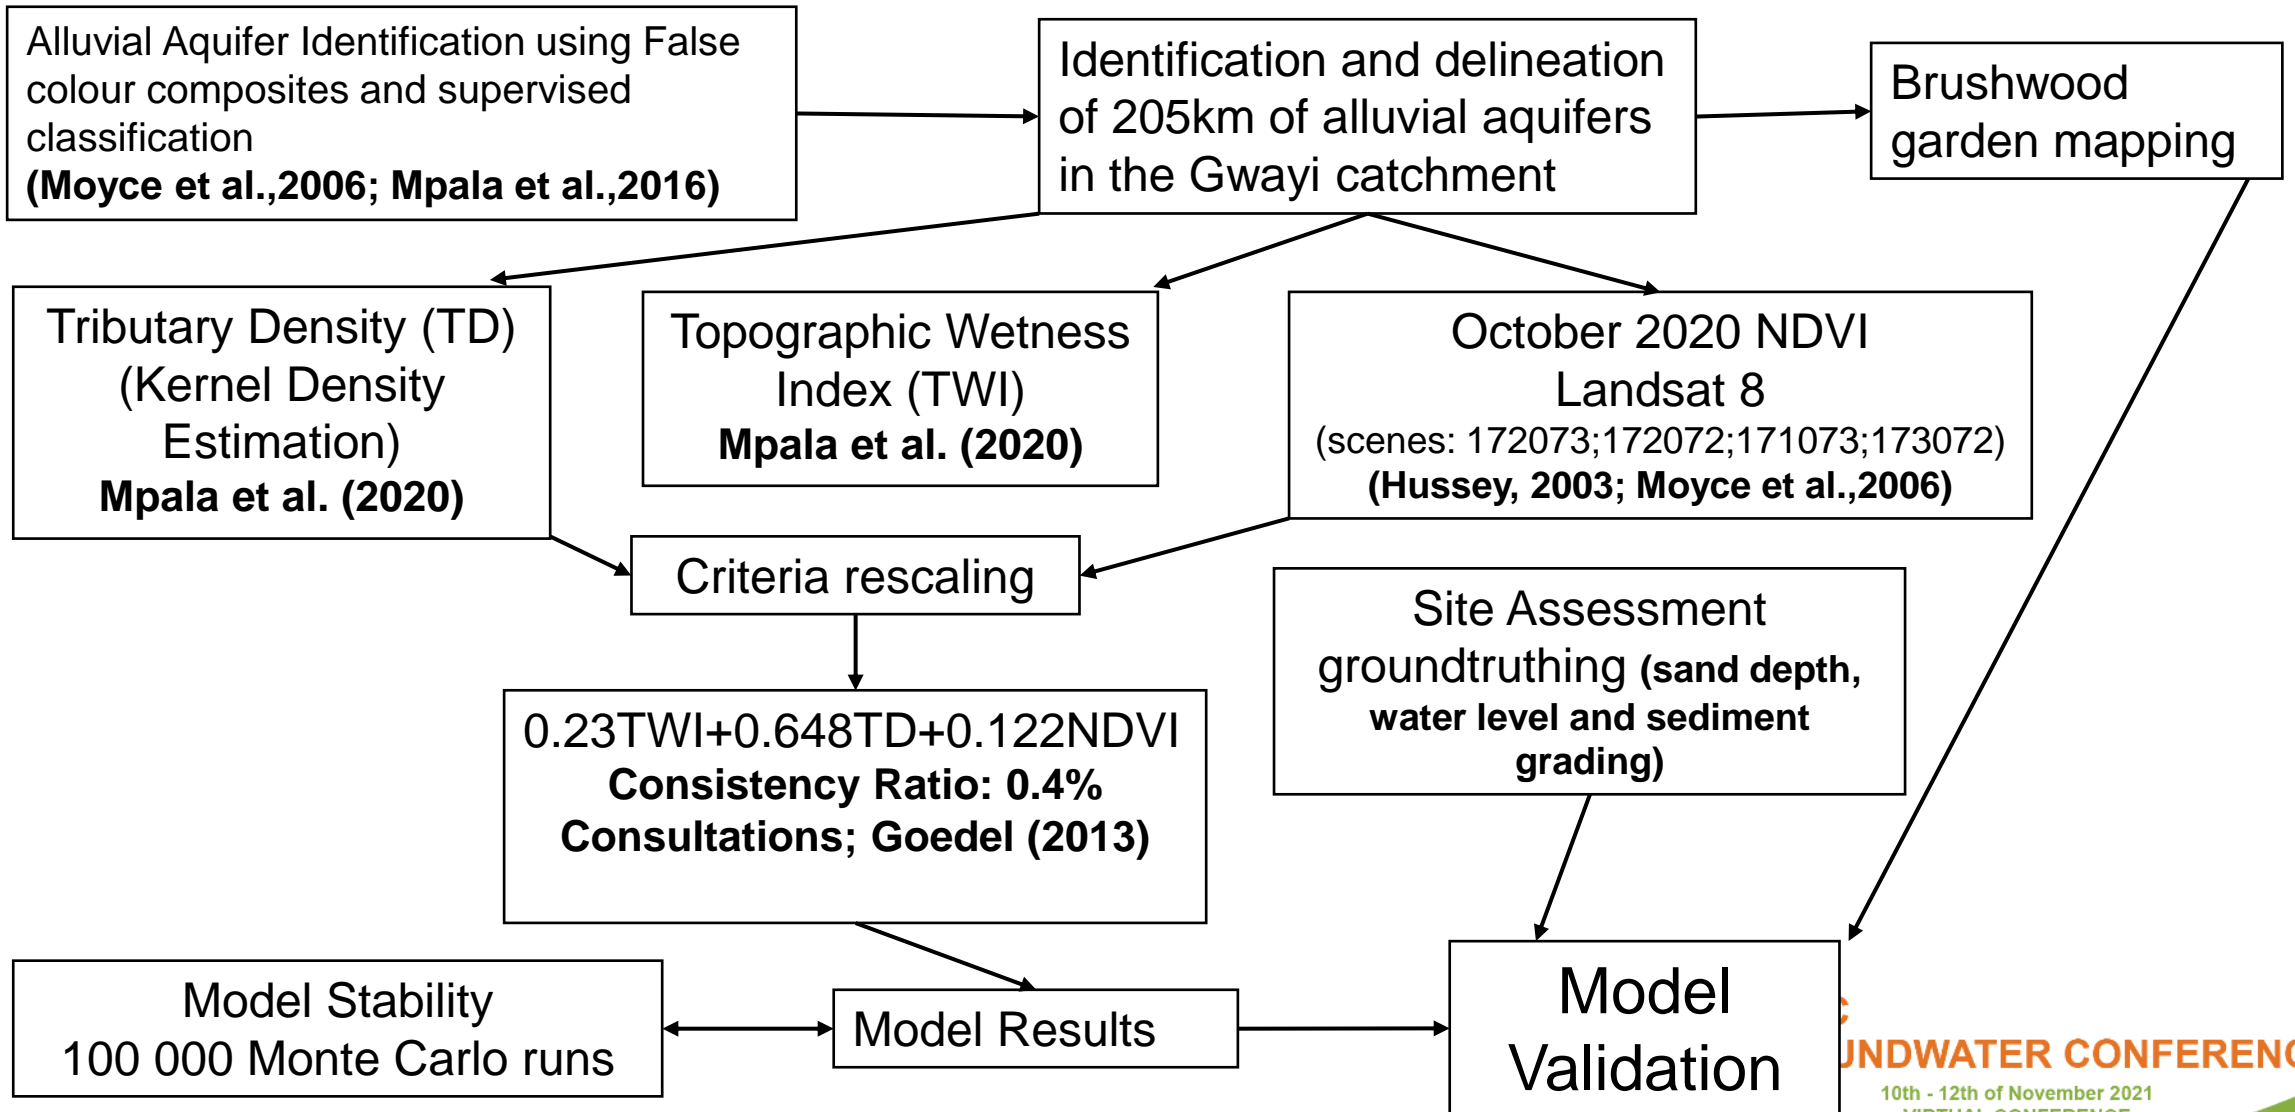 Alluvial Aquifer Identification using False
colour composites and supervised
classification
(Moyce et al.,2006; Mpala et al.,2016)
Identification and delineation
of 205km of alluvial aquifers
in the Gwayi catchment
Brushwood
garden mapping
Tributary Density (TD)
(Kernel Density
Estimation)
Mpala et al. (2020)
Topographic Wetness
Index (TWI)
Mpala et al. (2020)
October 2020 NDVI
Landsat 8
(scenes: 172073;172072;171073;173072)
(Hussey, 2003; Moyce et al.,2006)
Criteria rescaling
Site Assessment
groundtruthing (sand depth,
water level and sediment
grading)
0.23TWI+0.648TD+0.122NDVI
Consistency Ratio: 0.4%
Consultations; Goedel (2013)
Model Stability
100 000 Monte Carlo runs
Model Results
Model
Validation
UNDWATER CONFERENC
10th - 12th of November 2021
VIRTUAL CONFERENCE